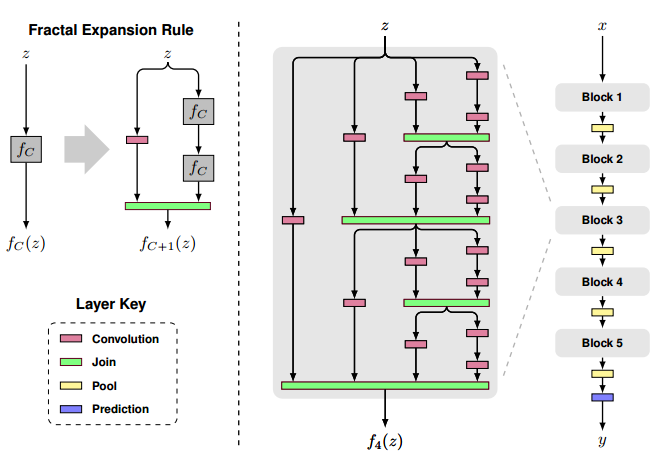 Fractal Expansion Rule
z
f_C
f_C(z)
z
f_C
f_C
f_{C+1}(z)
Layer Key
Convolution
Join
Pool
Prediction
z
f_4(z)
x
Block 1
Block 2
Block 3
Block 4
Block 5
y